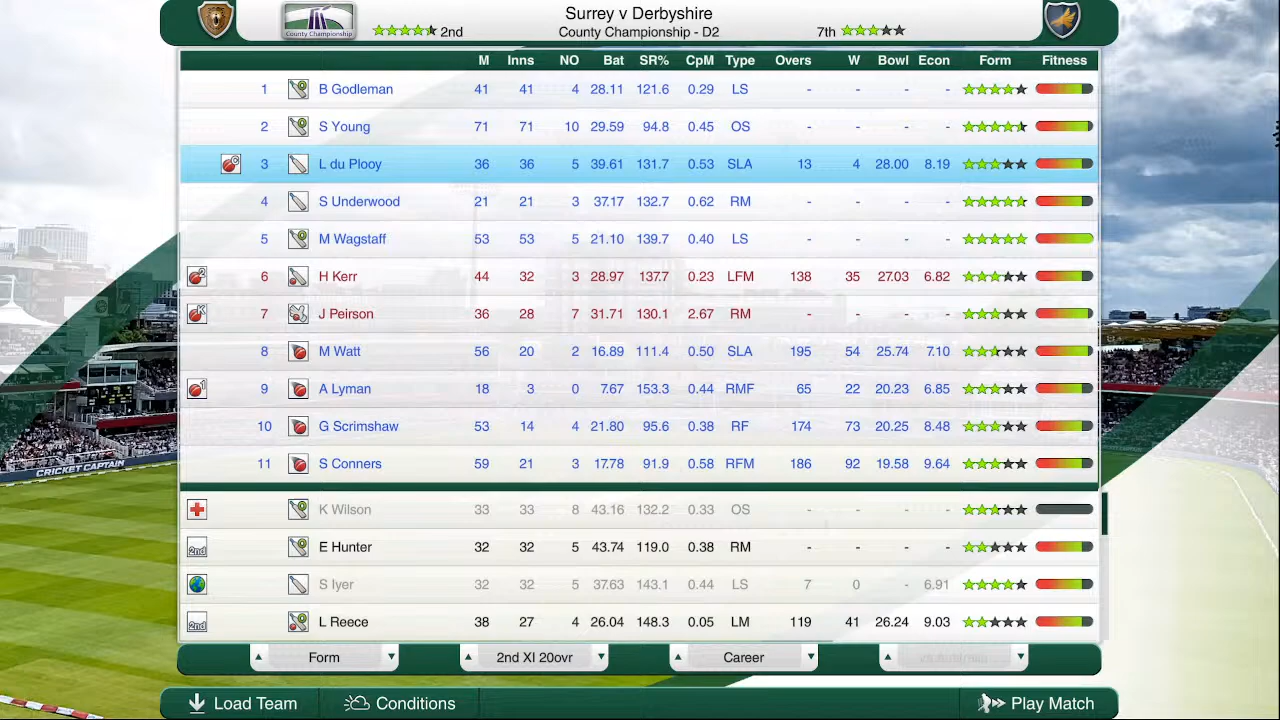 Surrey v Derbyshire
County Championship 2nd County Championship - D2 7th
M Inns NO Bat SR% CpM Type Overs W Bowl Econ Form Fitness
1 B Godleman 41 41 4 28.11 121.6 0.29 LS - - - -
2 S Young 71 71 10 29.59 94.8 0.45 OS - - - -
3 L du Plooy 36 36 5 39.61 131.7 0.53 SLA 13 4 28.00 8.19
4 S Underwood 21 21 3 37.17 132.7 0.62 RM - - - -
5 M Wagstaff 53 53 5 21.10 139.7 0.40 LS - - - -
2 6 H Kerr 44 32 3 28.97 137.7 0.23 LFM 138 35 27.03 6.82
K 7 J Peirson 36 28 7 31.71 130.1 2.67 RM - - - -
8 M Watt 56 20 2 16.89 111.4 0.50 SLA 195 54 25.74 7.10
1 9 A Lyman 18 3 0 7.67 153.3 0.44 RMF 65 22 20.23 6.85
10 G Scrimshaw 53 14 4 21.80 95.6 0.38 RF 174 73 20.25 8.48
11 S Conners 59 21 3 17.78 91.9 0.58 RFM 186 92 19.58 9.64
CRICKET CAPTAIN
K Wilson 33 33 8 43.16 132.2 0.33 OS - - - -
2nd E Hunter 32 32 5 43.74 119.0 0.38 RM - - - -
S Iyer 32 32 5 37.63 143.1 0.44 LS 7 0 - 6.91
2nd L Reece 38 27 4 26.04 148.3 0.05 LM 119 41 26.24 9.03
Form 2nd XI 20ovr Career
Load Team Conditions Play Match